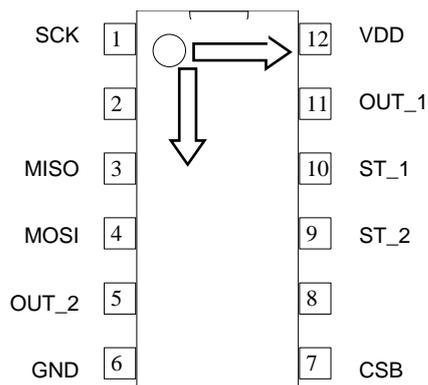 SCK 1 12 VDD
2 11 OUT_1
MISO 3 10 ST_1
MOSI 4 9 ST_2
OUT_2 5 8
GND 6 7 CSB